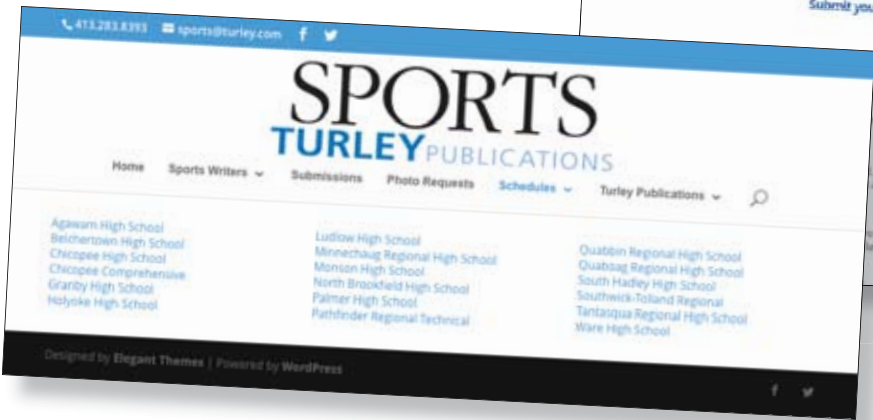 Submit you
413.283.8393 sports@turley.com
SPORTS
TURLEY PUBLICATIONS
Home Sports Writers Submissions Photo Requests Schedules Turley Publications
Agawam High School
Belchertown High School
Chicopee High School
Chicopee Comprehensive
Granby High School
Holyoke High School
Ludlow High School
Minnechaug Regional High School
Monson High School
North Brookfield High School
Palmer High School
Pathfinder Regional Technical
Quabbin Regional High School
Quaboag Regional High School
South Hadley High School
Southwick-Tolland Regional
Tantasqua Regional High School
Ware High School
Designed by Elegant Themes | Powered by WordPress